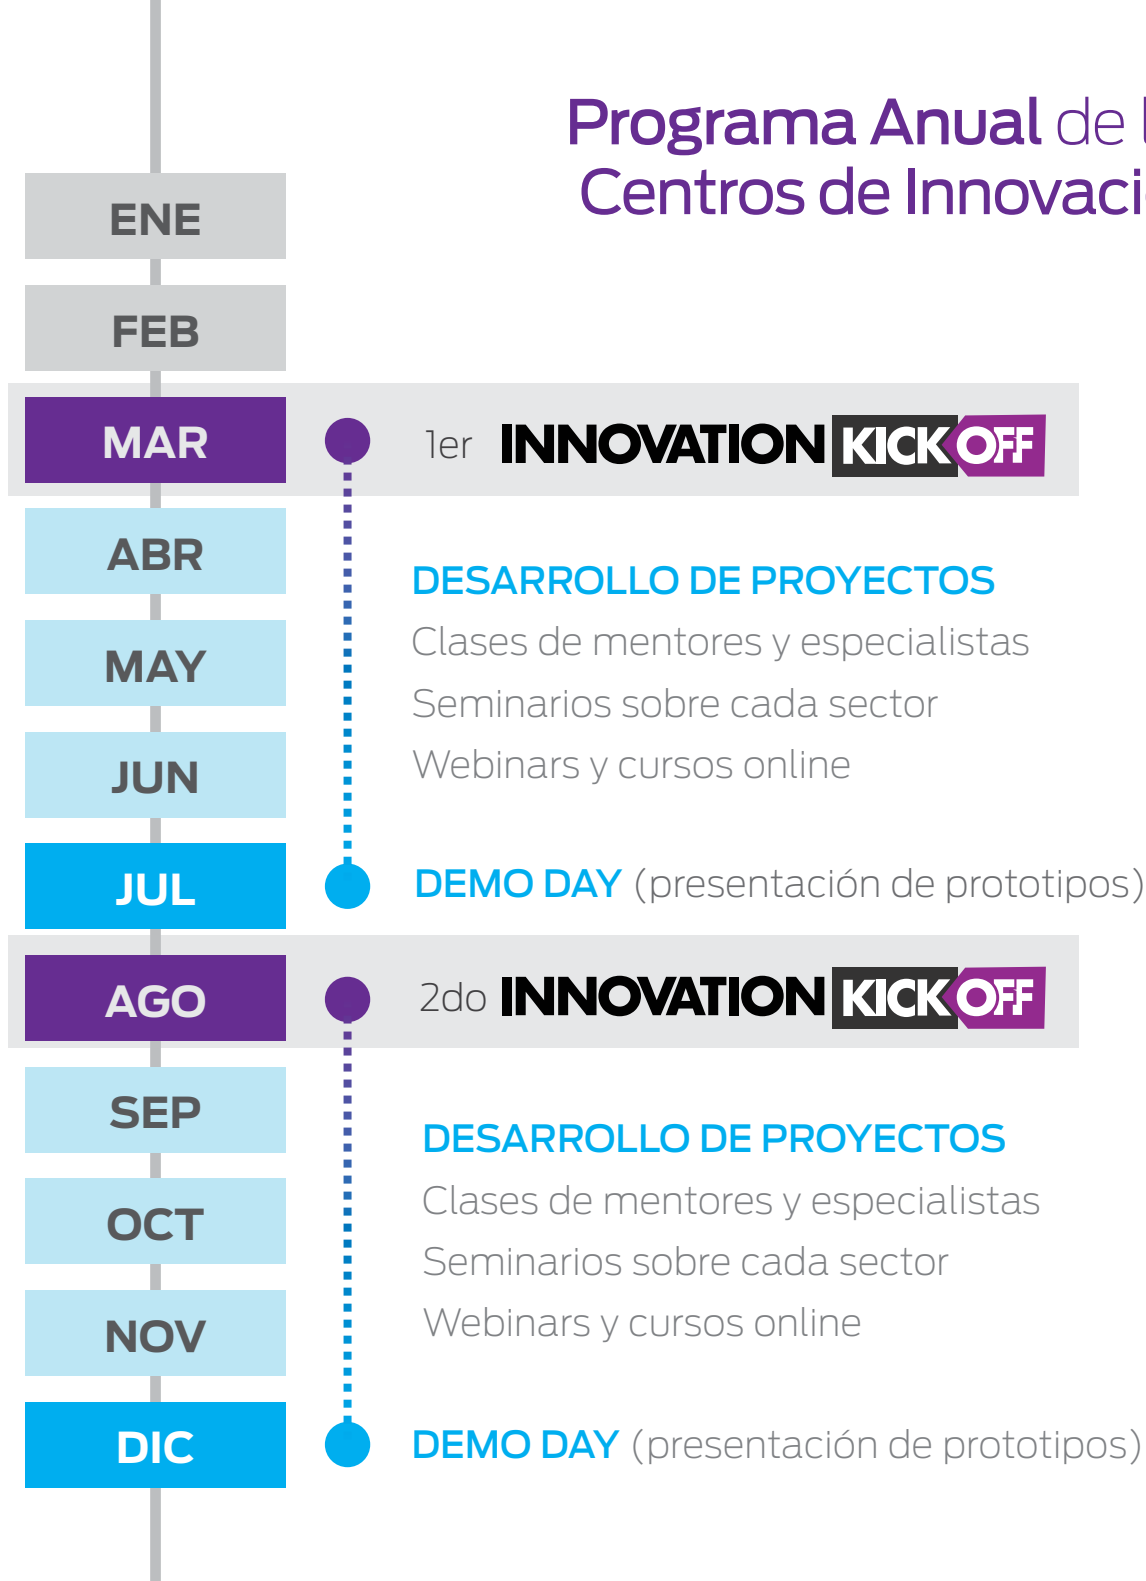 Programa Anual de
Centros de Innovaci
ENE
FEB
MAR
1er INNOVATION KICK OFF
ABR
DESARROLLO DE PROYECTOS
Clases de mentores y especialistas
MAY
Seminarios sobre cada sector
JUN
Webinars y cursos online
JUL
DEMO DAY (presentación de prototipos)
AGO
2do INNOVATION KICK OFF
SEP
DESARROLLO DE PROYECTOS
Clases de mentores y especialistas
OCT
Seminarios sobre cada sector
NOV
Webinars y cursos online
DIC
DEMO DAY (presentación de prototipos)